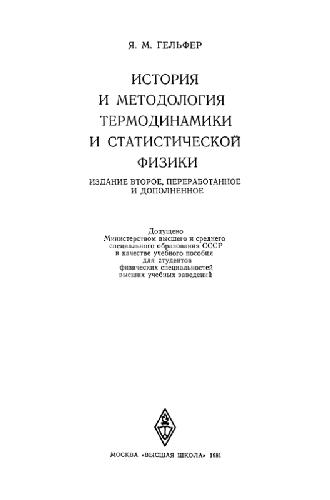 Я. М. ГЕЛЬФЕР
ИСТОРИЯ
И МЕТОДОЛОГИЯ
ТЕРМОДИНАМИКИ
И СТАТИСТИЧЕСКОЙ
ФИЗИКИ
ИЗДАНИЕ ВТОРОЕ, ПЕРЕРАБОТАННОЕ
И ДОПОЛНЕННОЕ
Допущено
Министерством высшего и среднего
специального образования СССР
в качестве учебного пособия
для студентов
физических специальностей
высших учебных заведений
МОСКВА «ВЫСШАЯ ШКОЛА» 1981